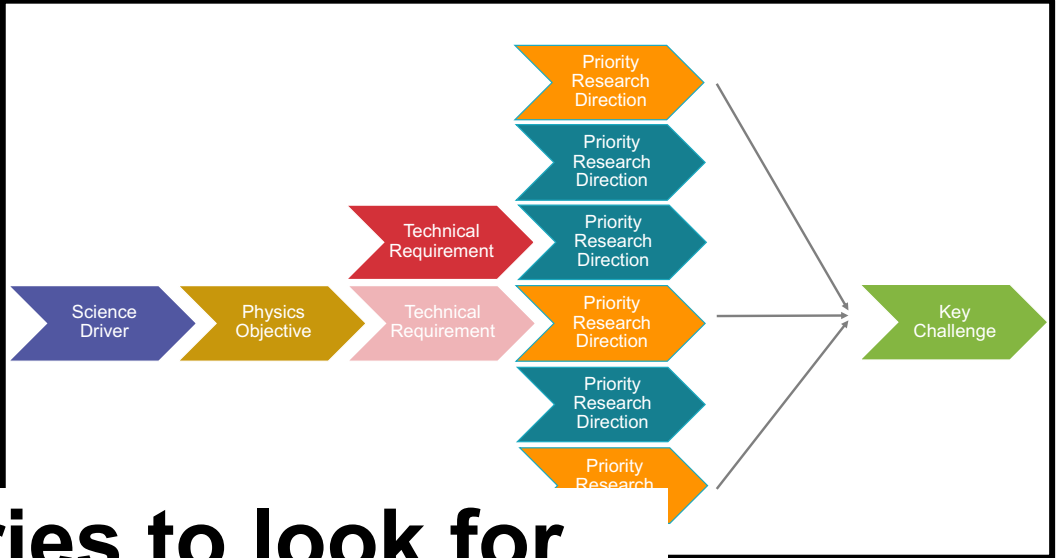 Priority
Research
Direction
Priority
Research
Direction
Technical
Requirement
Priority
Research
Direction
Science
Driver
Physics
Objective
Technical
Requirement
Priority
Research
Direction
Key
Challenge
Priority
Research
Direction
Priority
Research
ries to look for